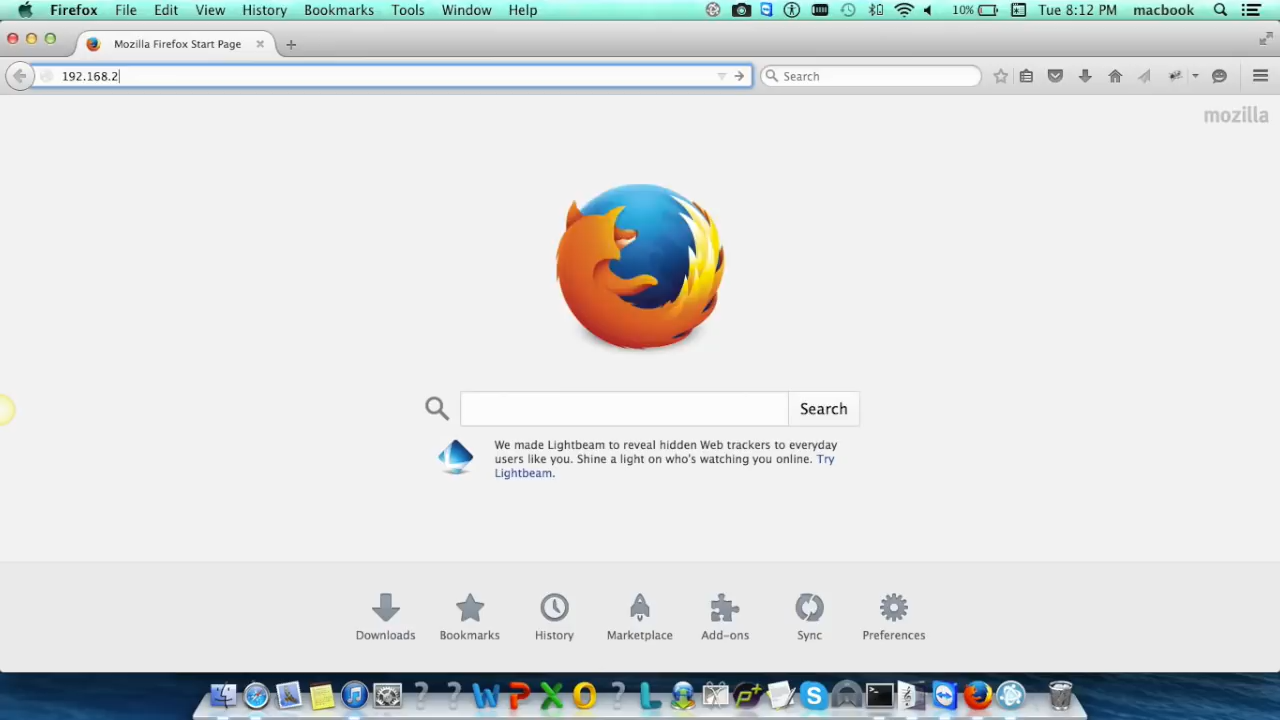 Firefox File Edit View History Bookmarks Tools Window Help 10% Tue 8:12 PM macbook
Mozilla Firefox Start Page
192.168.2
Search
mozilla
Search
We made Lightbeam to reveal hidden Web trackers to everyday
users like you. Shine a light on who's watching you online. Try
Lightbeam.
Downloads Bookmarks History Marketplace Add-ons Sync Preferences